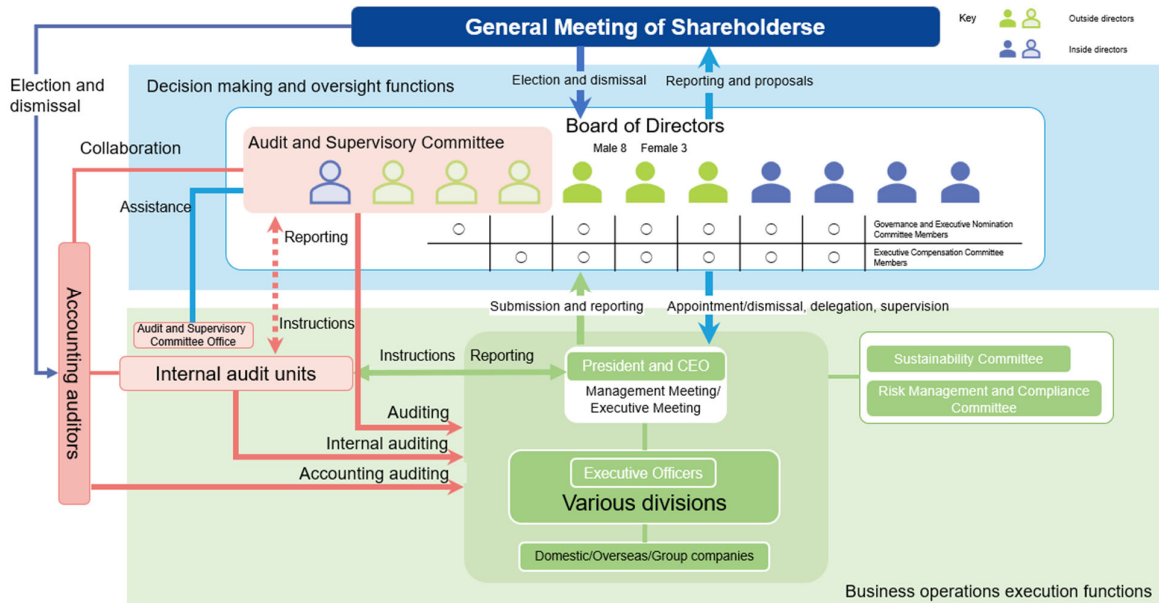 General Meeting of Shareholderse
Key
Outside directors
Inside directors
Election and
dismissal
Decision making and oversight functions
Election and dismissal
Reporting and proposals
Board of Directors
Male 8 Female 3
Audit and Supervisory Committee
Collaboration
Assistance
Governance and Executive Nomination
Committee Members
Executive Compensation Committee
Members
Reporting
Instructions
Submission and reporting
Appointment/dismissal, delegation, supervision
Accounting auditors
Audit and Supervisory
Committee Office
Internal audit units
Instructions Reporting
President and CEO
Management Meeting/
Executive Meeting
Sustainability Committee
Risk Management and Compliance
Committee
Auditing
Internal auditing
Accounting auditing
Executive Officers
Various divisions
Domestic/Overseas/Group companies
Business operations execution functions